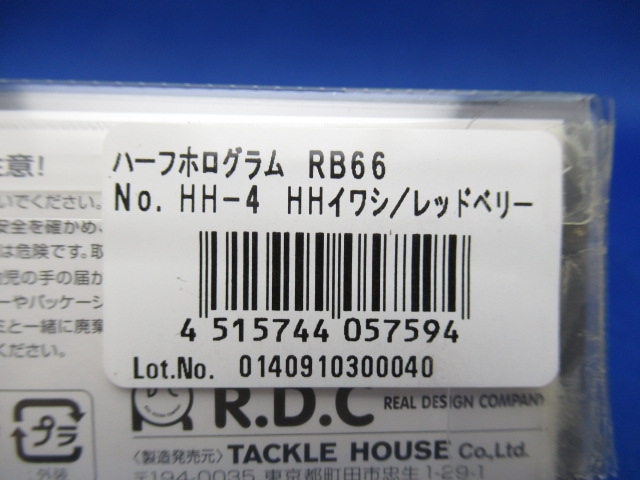 ハーフホログラム RB66
No. HH-4 HHイワシ/レッドベリー
4 515744 057594
Lot.No. 0140910300040
意!
いでください。
安全を確かめ、
は危険です。取
児の手の届か
ーやパッケージ
ミと一緒に廃棄
ください。
プラ
外装
R.D.C REAL DESIGN COMPANY
〈製造発売元〉 TACKLE HOUSE Co.,Ltd.
〒194-0035 東京都町田市忠生1-29-1